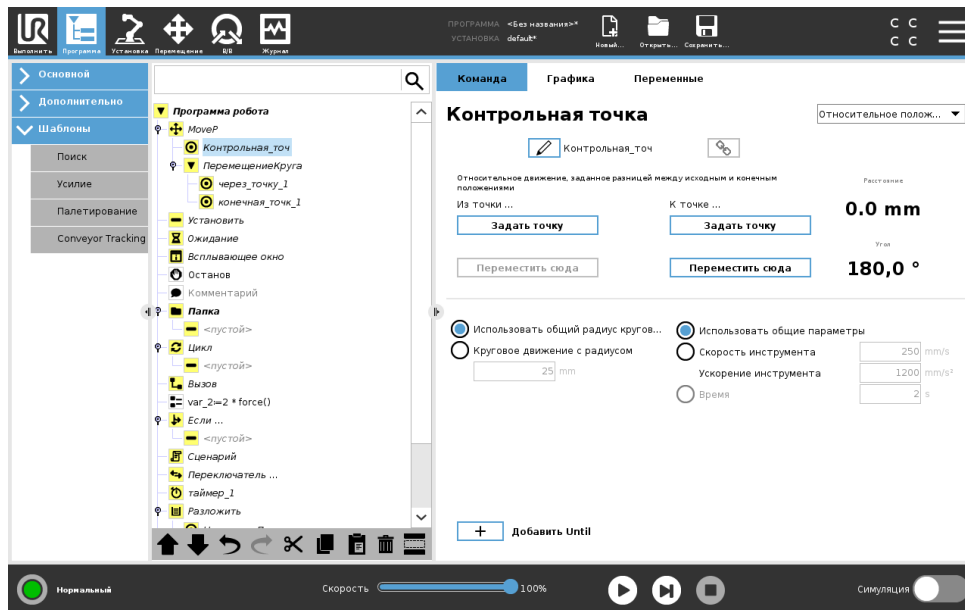 ПРОГРАММА <Без названия>*
УСТАНОВКА default*
Выполнить Программа Установка Перемещение В/В Журнал
Новый... Открыть... Сохранить...
C C
C C
Основной
Дополнительно
Шаблоны
Поиск
Усилие
Палетирование
Conveyor Tracking
Программа робота
MoveP
Контрольная_точ
ПеремещениеКруга
через_точку_1
конечная_точк_1
Установить
Ожидание
Всплывающее окно
Останов
Комментарий
Папка
<пустой>
Цикл
<пустой>
Вызов
var_2≔2 * force()
Если ...
<пустой>
Сценарий
Переключатель ...
таймер_1
Разложить
Команда Графика Переменные
Контрольная точка
Относительное полож...
Контрольная_точ
Относительное движение, заданное разницей между исходным и конечным
положениями
Из точки ...
К точке ...
Задать точку
Задать точку
Переместить сюда
Переместить сюда
Расстояние
0.0 mm
Угол
180,0 °
Использовать общий радиус кругов...
Круговое движение с радиусом
25 mm
Использовать общие параметры
Скорость инструмента 250 mm/s
Ускорение инструмента 1200 mm/s²
Время 2 s
+ Добавить Until
Нормальный
Скорость 100%
Симуляция